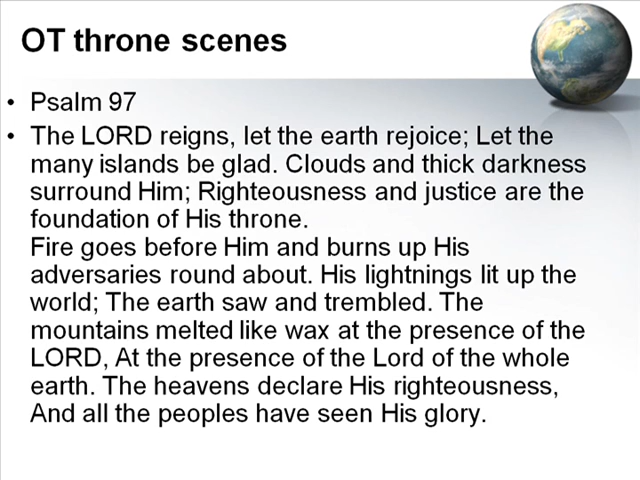 OT throne scenes
• Psalm 97
• The LORD reigns, let the earth rejoice; Let the
many islands be glad. Clouds and thick darkness
surround Him; Righteousness and justice are the
foundation of His throne.
Fire goes before Him and burns up His
adversaries round about. His lightnings lit up the
world; The earth saw and trembled. The
mountains melted like wax at the presence of the
LORD, At the presence of the Lord of the whole
earth. The heavens declare His righteousness,
And all the peoples have seen His glory.